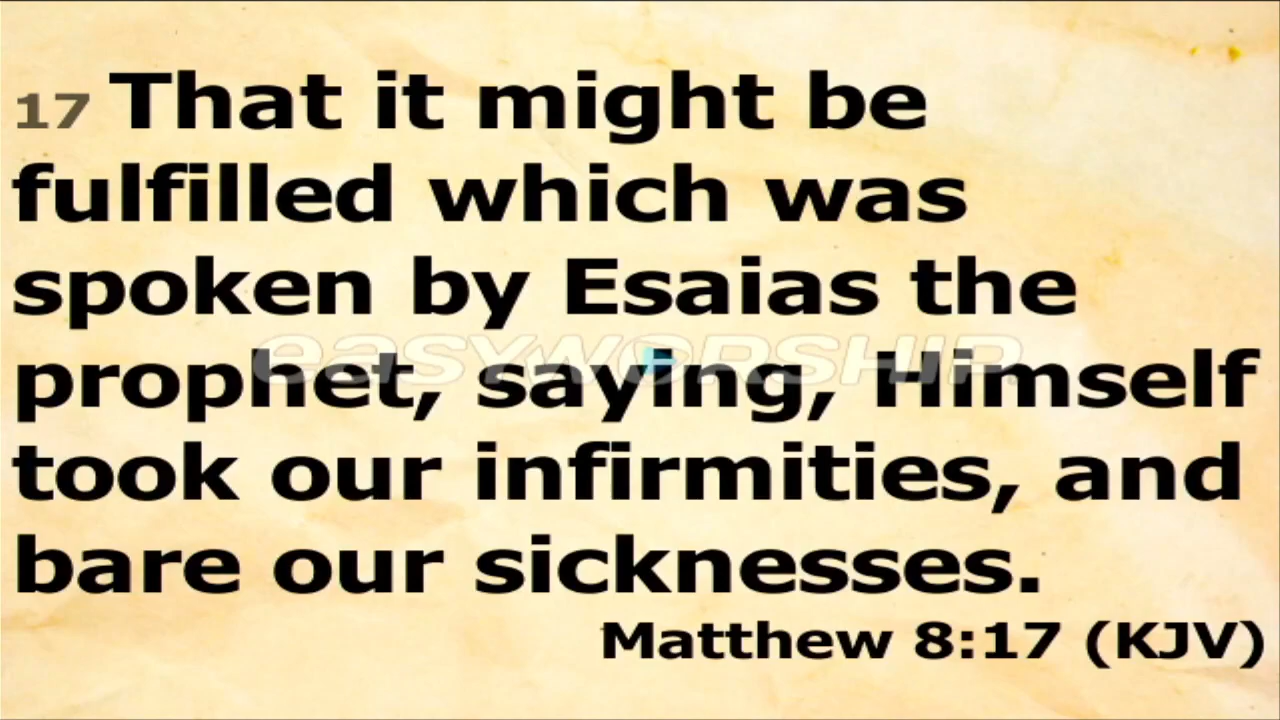 17 That it might be
fulfilled which was
spoken by Esaias the
prophet, saying, Himself
took our infirmities, and
bare our sicknesses.
Matthew 8:17 (KJV)
easyWORSHIP